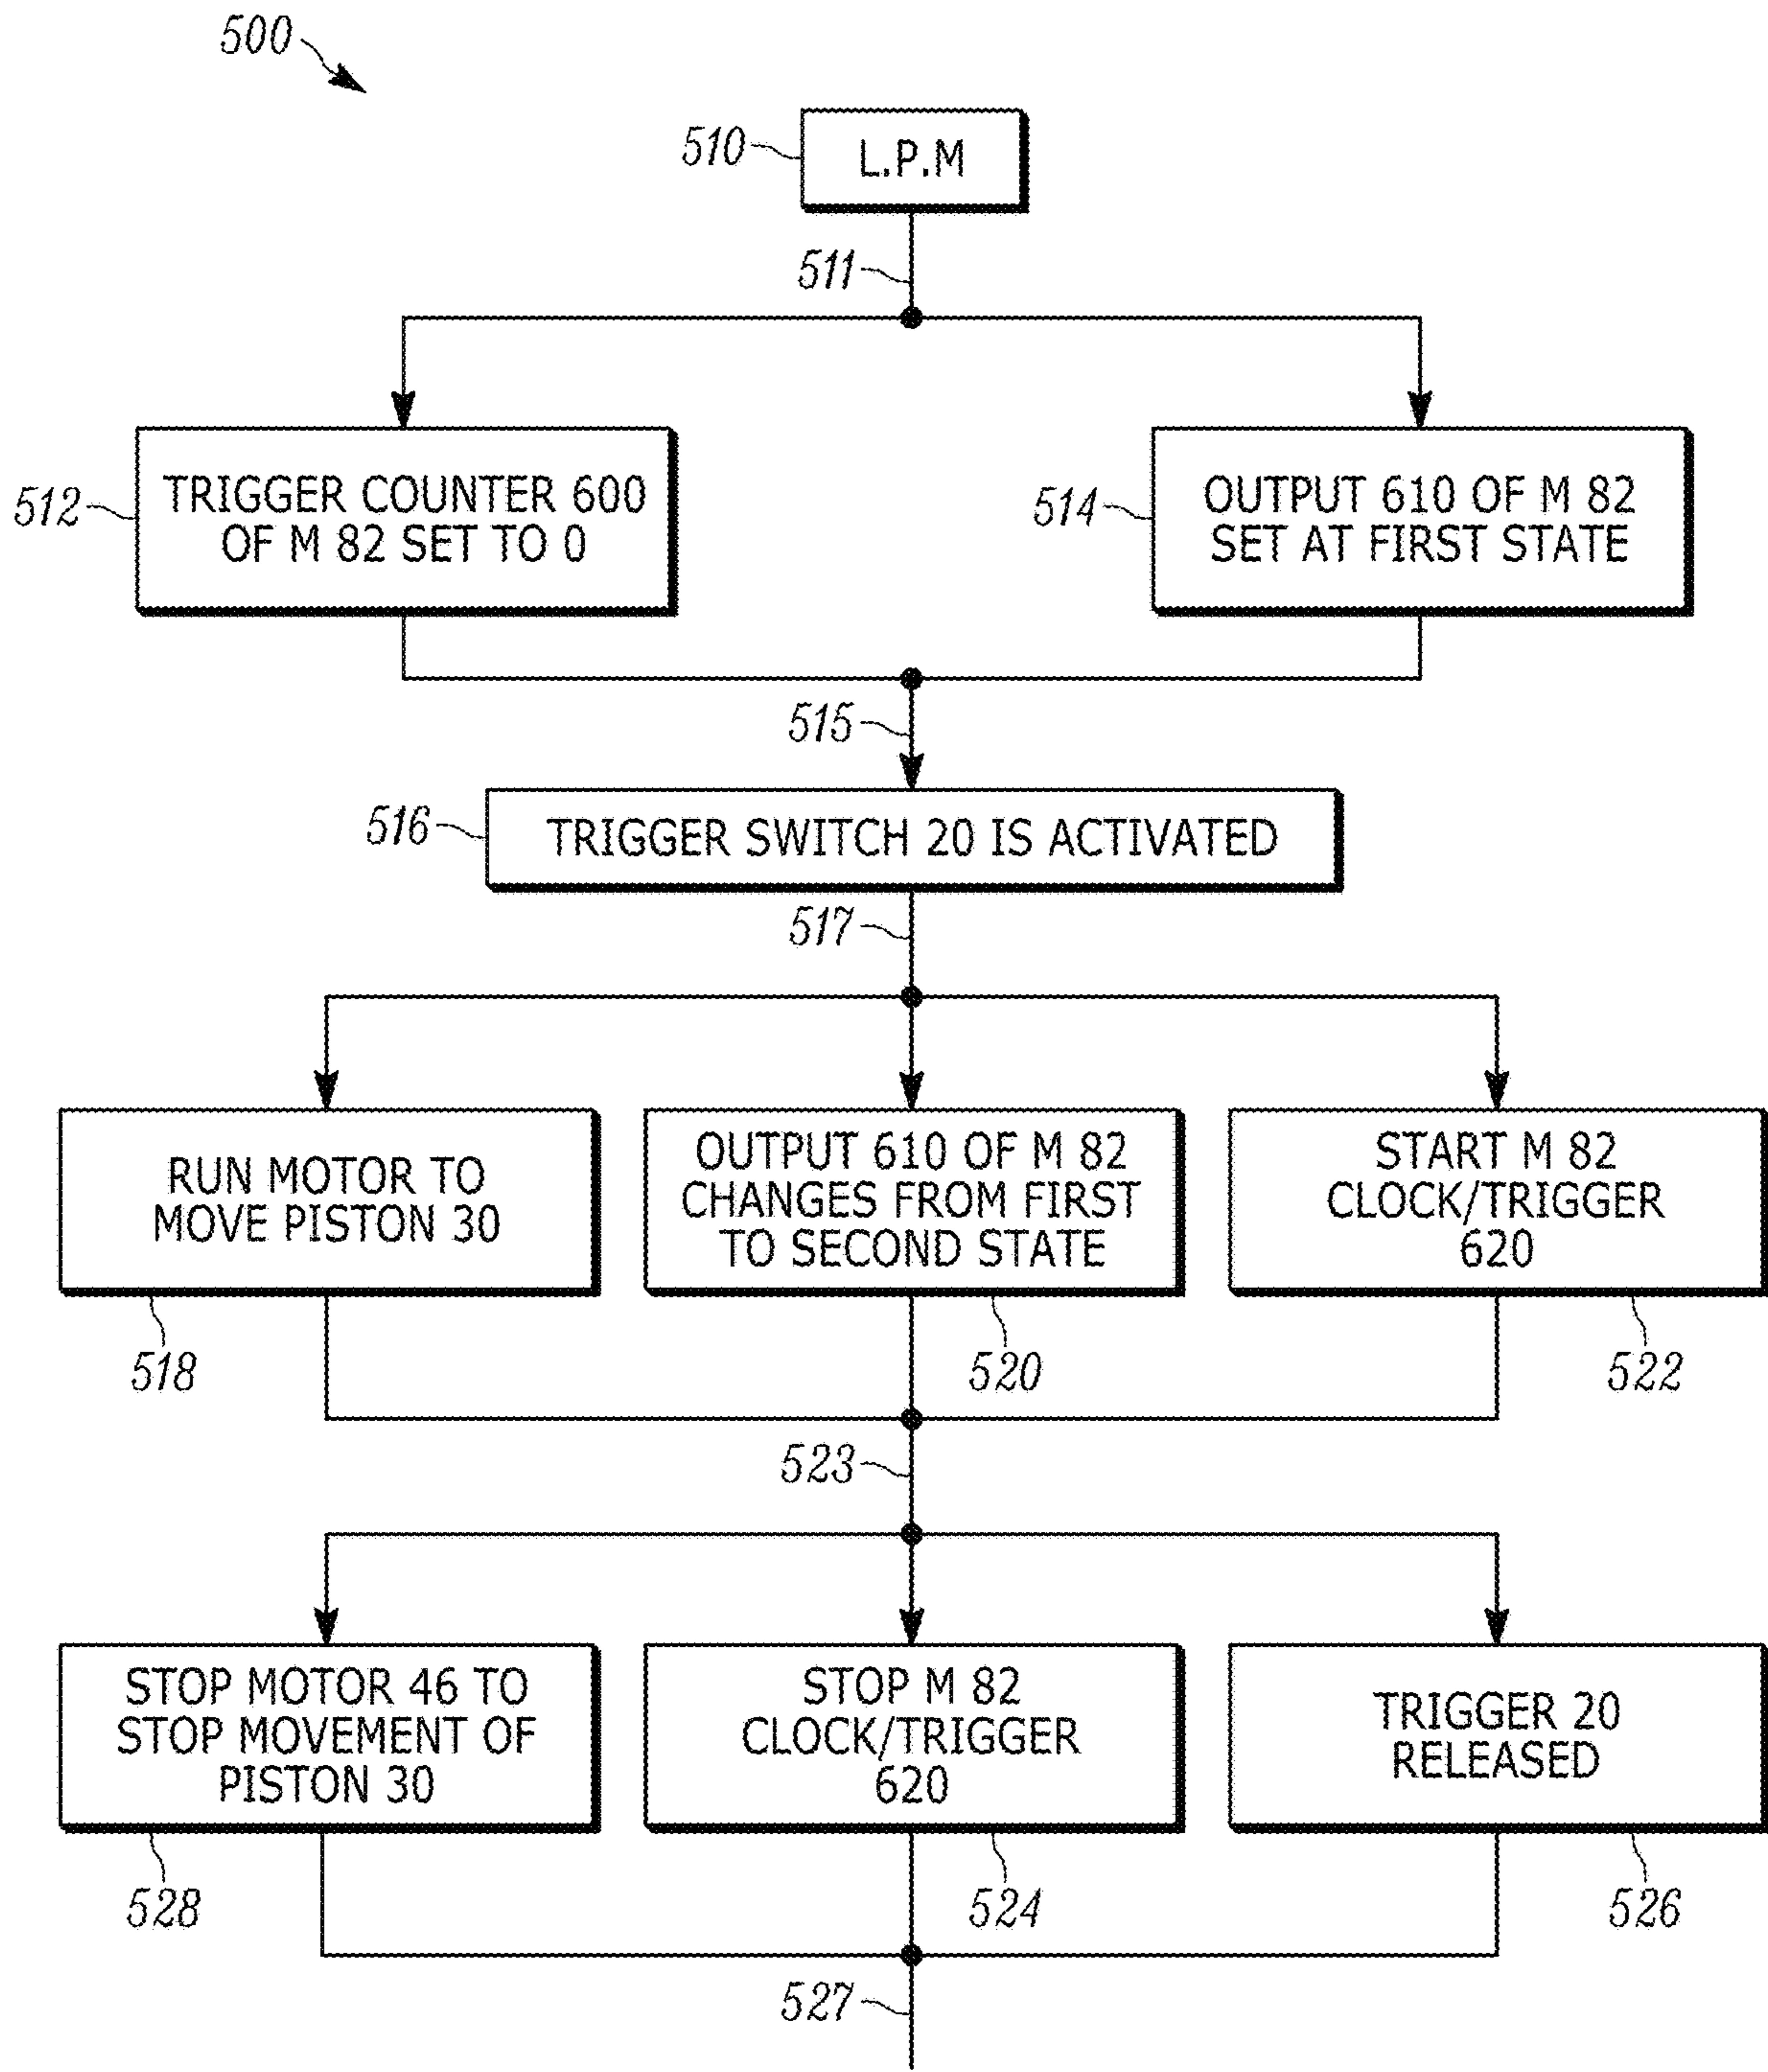 500
510
L.P.M
511
512
TRIGGER COUNTER 600
OF M 82 SET TO 0
514
OUTPUT 610 OF M 82
SET AT FIRST STATE
515
516
TRIGGER SWITCH 20 IS ACTIVATED
517
RUN MOTOR TO
MOVE PISTON 30
518
OUTPUT 610 OF M 82
CHANGES FROM FIRST
TO SECOND STATE
520
START M 82
CLOCK/TRIGGER
620
522
523
STOP MOTOR 46 TO
STOP MOVEMENT OF
PISTON 30
528
STOP M 82
CLOCK/TRIGGER
620
524
TRIGGER 20
RELEASED
526
527